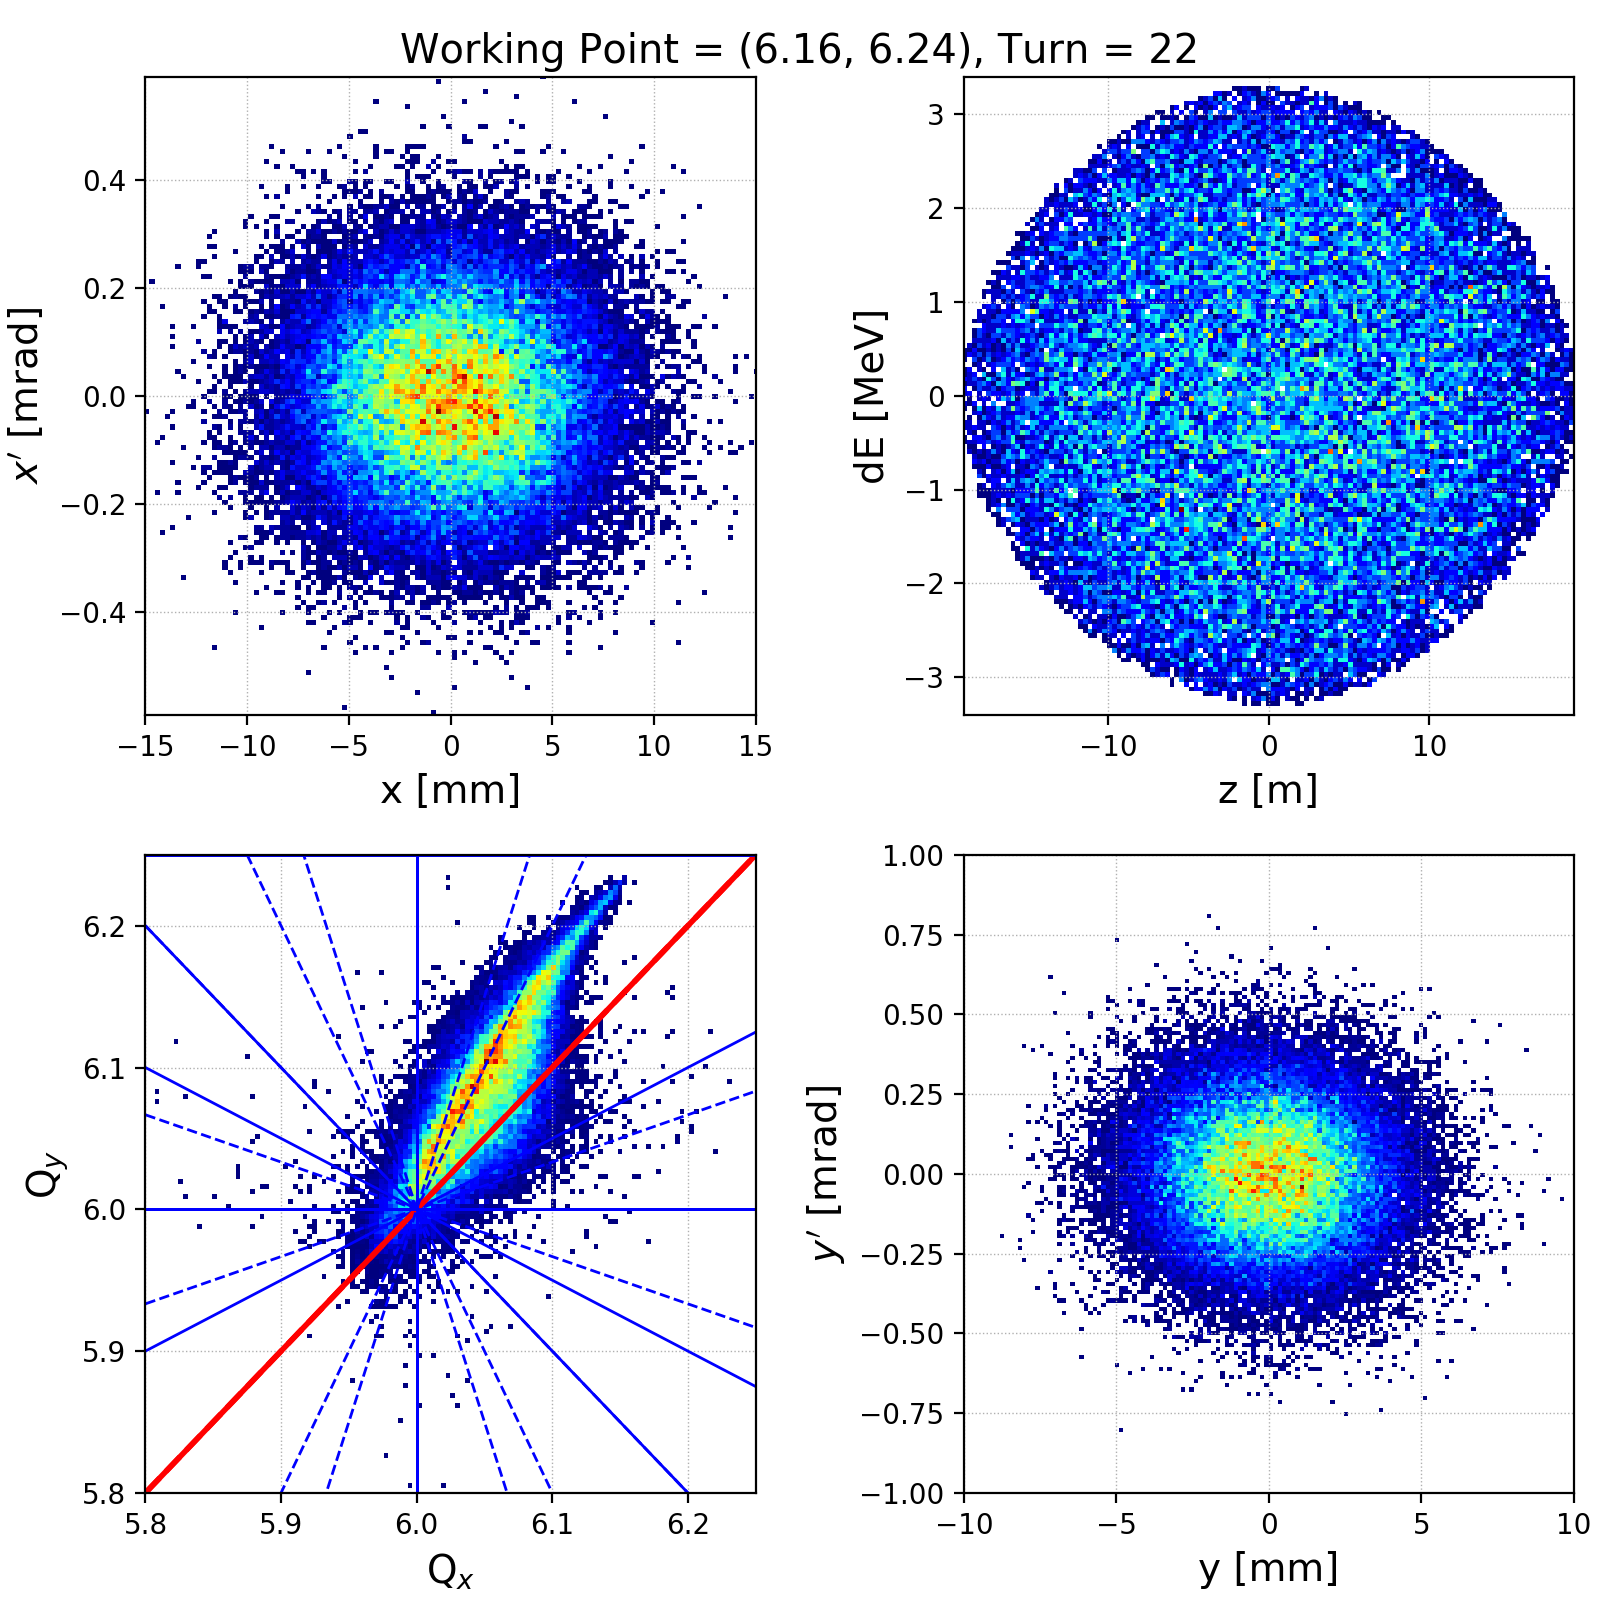 Working Point = (6.16, 6.24), Turn = 22
0.4
0.2
0.0
−0.2
−0.4
x′ [mrad]
−15 −10 −5 0 5 10 15
x [mm]
3
2
1
0
−1
−2
−3
dE [MeV]
−10 0 10
z [m]
6.2
6.1
6.0
5.9
5.8
Qy
5.8 5.9 6.0 6.1 6.2
Qx
1.00
0.75
0.50
0.25
0.00
−0.25
−0.50
−0.75
−1.00
y′ [mrad]
−10 −5 0 5 10
y [mm]